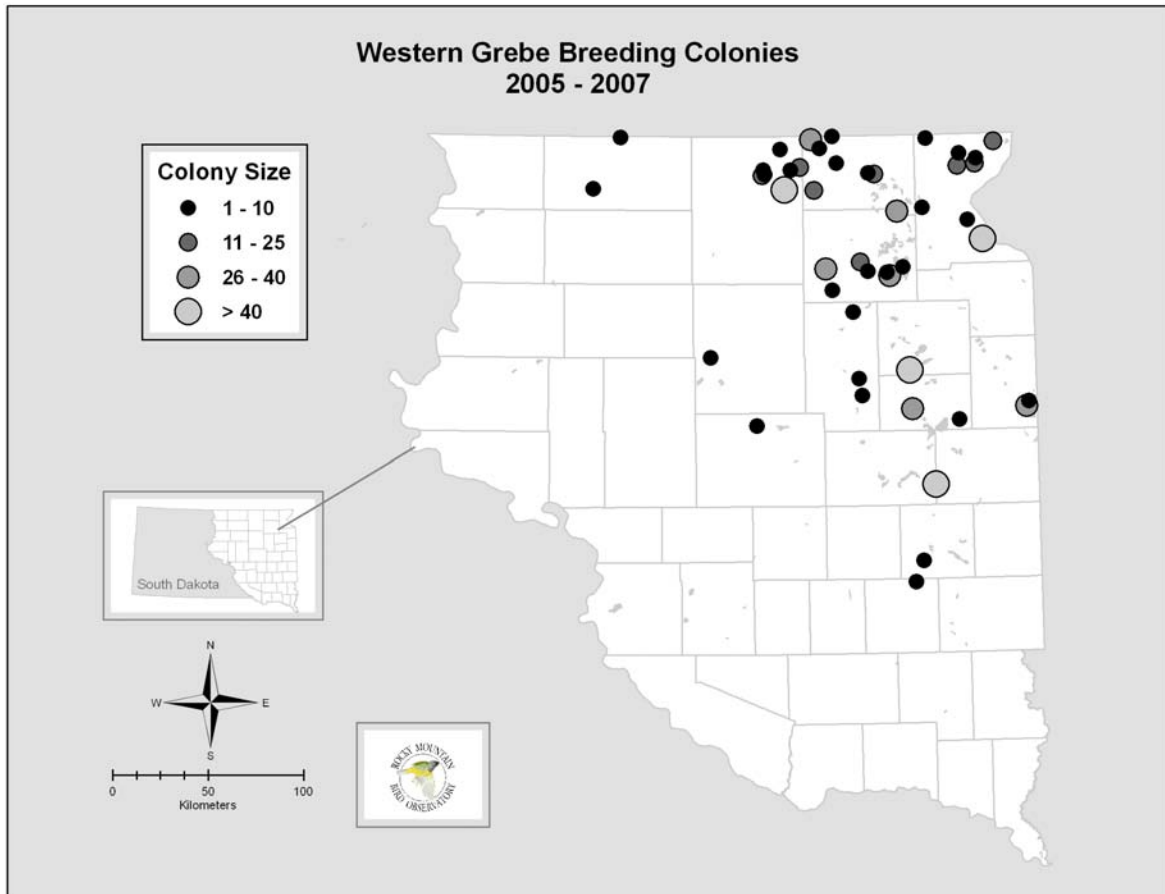 Western Grebe Breeding Colonies
2005 - 2007
Colony Size
1 - 10
11 - 25
26 - 40
> 40
South Dakota
N
W
E
S
0
50
100
Kilometers
ROCKY MOUNTAIN
BIRD OBSERVATORY